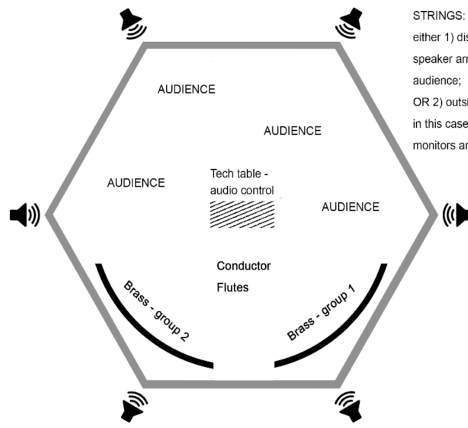 STRINGS:
either 1) dis
speaker arr
audience;
OR 2) outsi
in this case
monitors ar
AUDIENCE
AUDIENCE
AUDIENCE
Tech table -
audio control
AUDIENCE
Conductor
Flutes
Brass - group 2
Brass - group 1